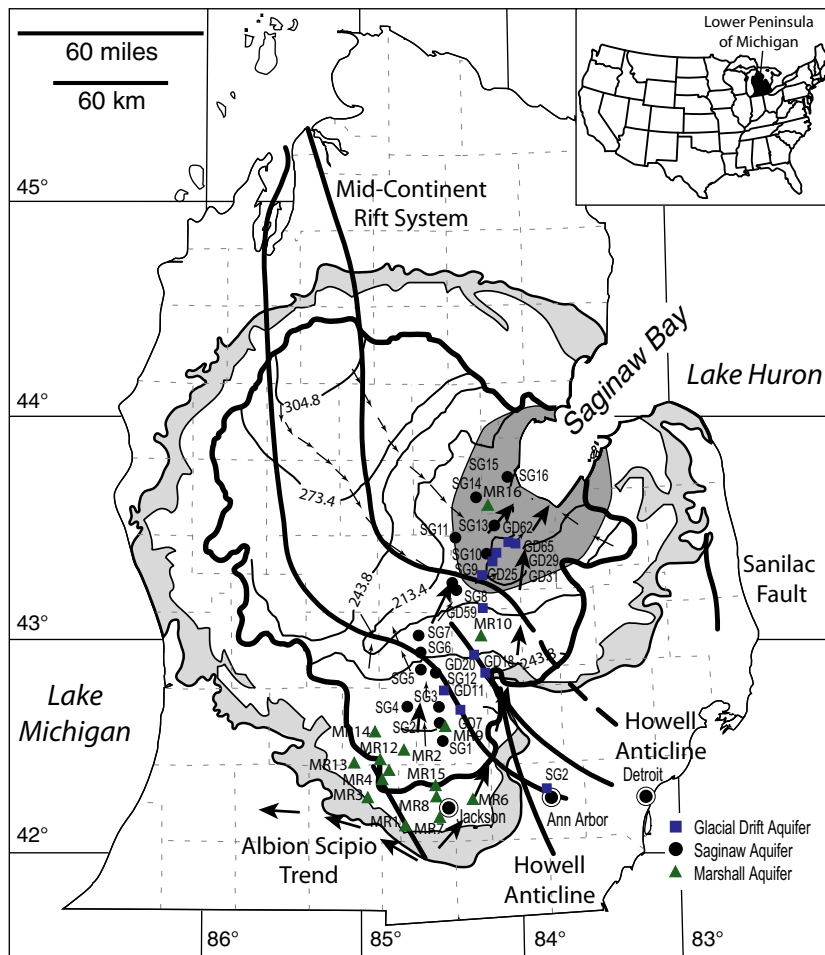 60 miles
60 km
Lower Peninsula
of Michigan
45°
Mid-Continent
Rift System
Saginaw Bay
Lake Huron
44°
304.8
273.4
SG15
SG16
SG14
MR16
SG11
SG13
GD62
SG10
GD65
SG9
GD29
GD25
GD31
243.8
213.4
SG8
GD59
Sanilac
Fault
43°
SG7
MR10
SG6
243.8
GD18
GD20
SG5
SG12
SG3
GD11
Lake
Michigan
SG4
SG2
GD7
MR9
Howell
Anticline
MR14
SG1
MR12
MR2
MR13
MR15
SG2
Detroit
MR4
MR3
MR8
MR6
Jackson
Ann Arbor
MR1
MR7
42°
Albion Scipio
Trend
Howell
Anticline
Glacial Drift Aquifer
Saginaw Aquifer
Marshall Aquifer
86°
85°
84°
83°